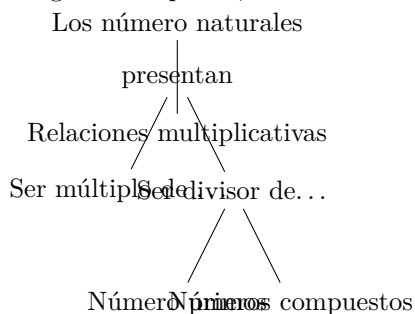 Los número naturales
presentan
Relaciones multiplicativas
Ser múltiplo de... Ser divisor de...
Número primos Números compuestos